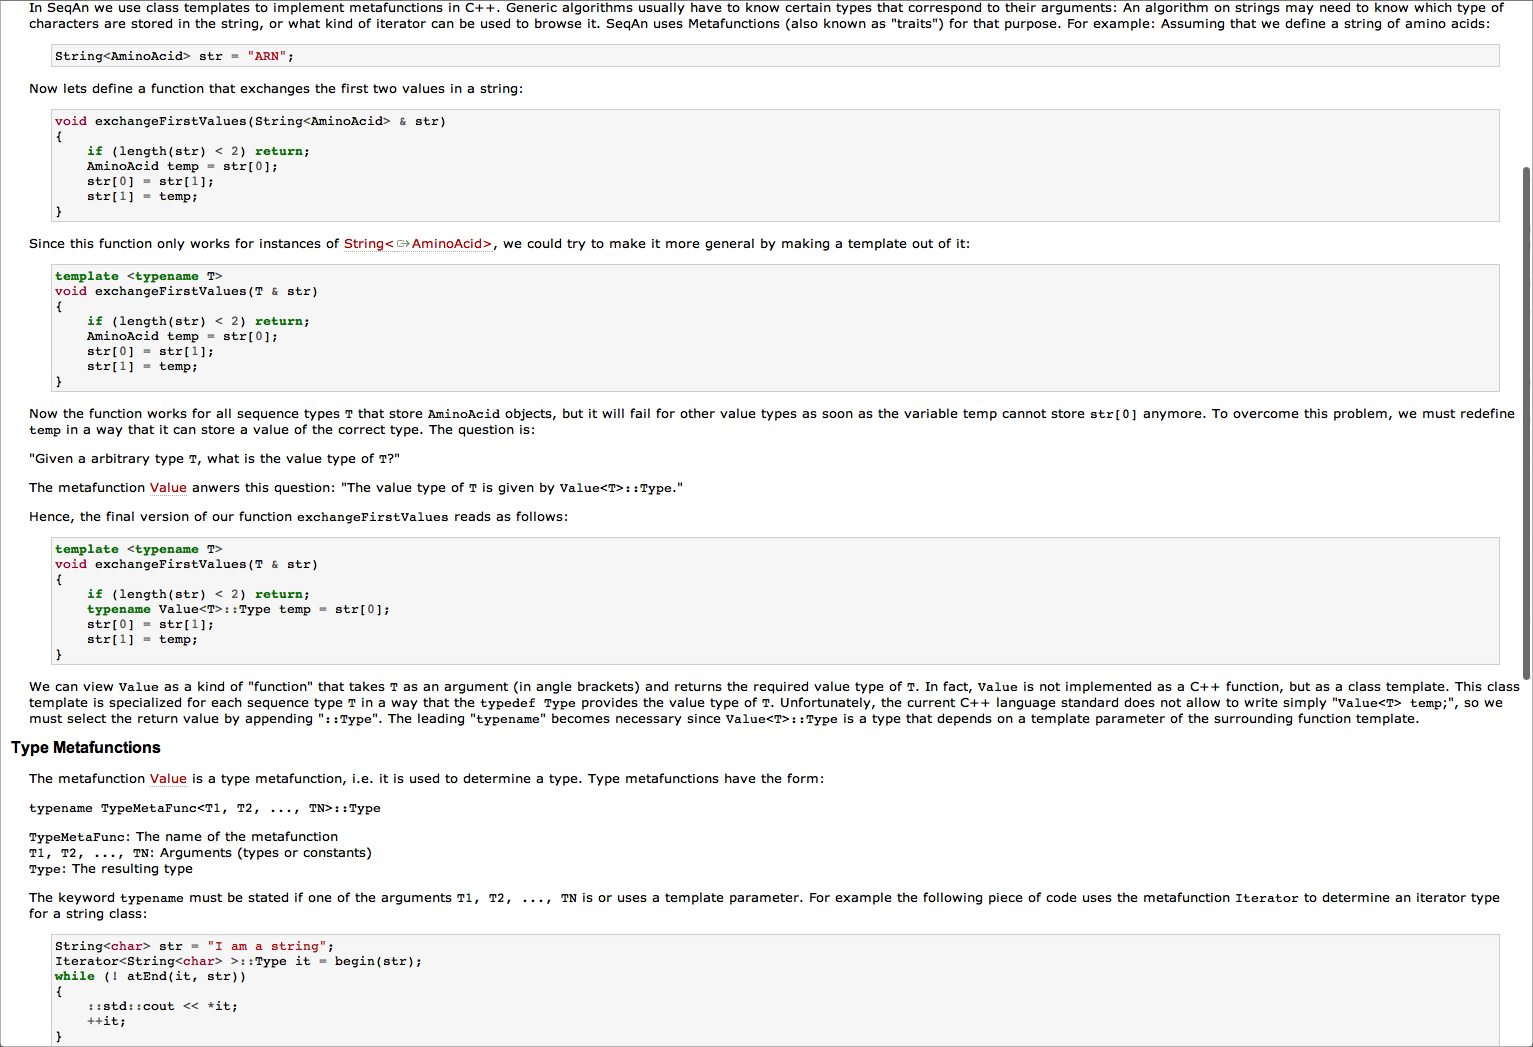 In SeqAn we use class templates to implement metafunctions in C++. Generic algorithms usually have to know certain types that correspond to their arguments: An algorithm on strings may need to know which type of
characters are stored in the string, or what kind of iterator can be used to browse it. SeqAn uses Metafunctions (also known as "traits") for that purpose. For example: Assuming that we define a string of amino acids:
String<AminoAcid> str = "ARN";
Now lets define a function that exchanges the first two values in a string:
void exchangeFirstValues(String<AminoAcid> & str)
{
    if (length(str) < 2) return;
    AminoAcid temp = str[0];
    str[0] = str[1];
    str[1] = temp;
}
Since this function only works for instances of String<AminoAcid>, we could try to make it more general by making a template out of it:
template <typename T>
void exchangeFirstValues(T & str)
{
    if (length(str) < 2) return;
    AminoAcid temp = str[0];
    str[0] = str[1];
    str[1] = temp;
}
Now the function works for all sequence types T that store AminoAcid objects, but it will fail for other value types as soon as the variable temp cannot store str[0] anymore. To overcome this problem, we must redefine
temp in a way that it can store a value of the correct type. The question is:
"Given a arbitrary type T, what is the value type of T?"
The metafunction Value anwers this question: "The value type of T is given by Value<T>::Type."
Hence, the final version of our function exchangeFirstValues reads as follows:
template <typename T>
void exchangeFirstValues(T & str)
{
    if (length(str) < 2) return;
    typename Value<T>::Type temp = str[0];
    str[0] = str[1];
    str[1] = temp;
}
We can view Value as a kind of "function" that takes T as an argument (in angle brackets) and returns the required value type of T. In fact, Value is not implemented as a C++ function, but as a class template. This class
template is specialized for each sequence type T in a way that the typedef Type provides the value type of T. Unfortunately, the current C++ language standard does not allow to write simply "Value<T> temp;", so we
must select the return value by appending "::Type". The leading "typename" becomes necessary since Value<T>::Type is a type that depends on a template parameter of the surrounding function template.
Type Metafunctions
The metafunction Value is a type metafunction, i.e. it is used to determine a type. Type metafunctions have the form:
typename TypeMetaFunc<T1, T2, ..., TN>::Type
TypeMetaFunc: The name of the metafunction
T1, T2, ..., TN: Arguments (types or constants)
Type: The resulting type
The keyword typename must be stated if one of the arguments T1, T2, ..., TN is or uses a template parameter. For example the following piece of code uses the metafunction Iterator to determine an iterator type
for a string class:
String<char> str = "I am a string";
Iterator<String<char> >::Type it = begin(str);
while (! atEnd(it, str))
{
    ::std::cout << *it;
    ++it;
}